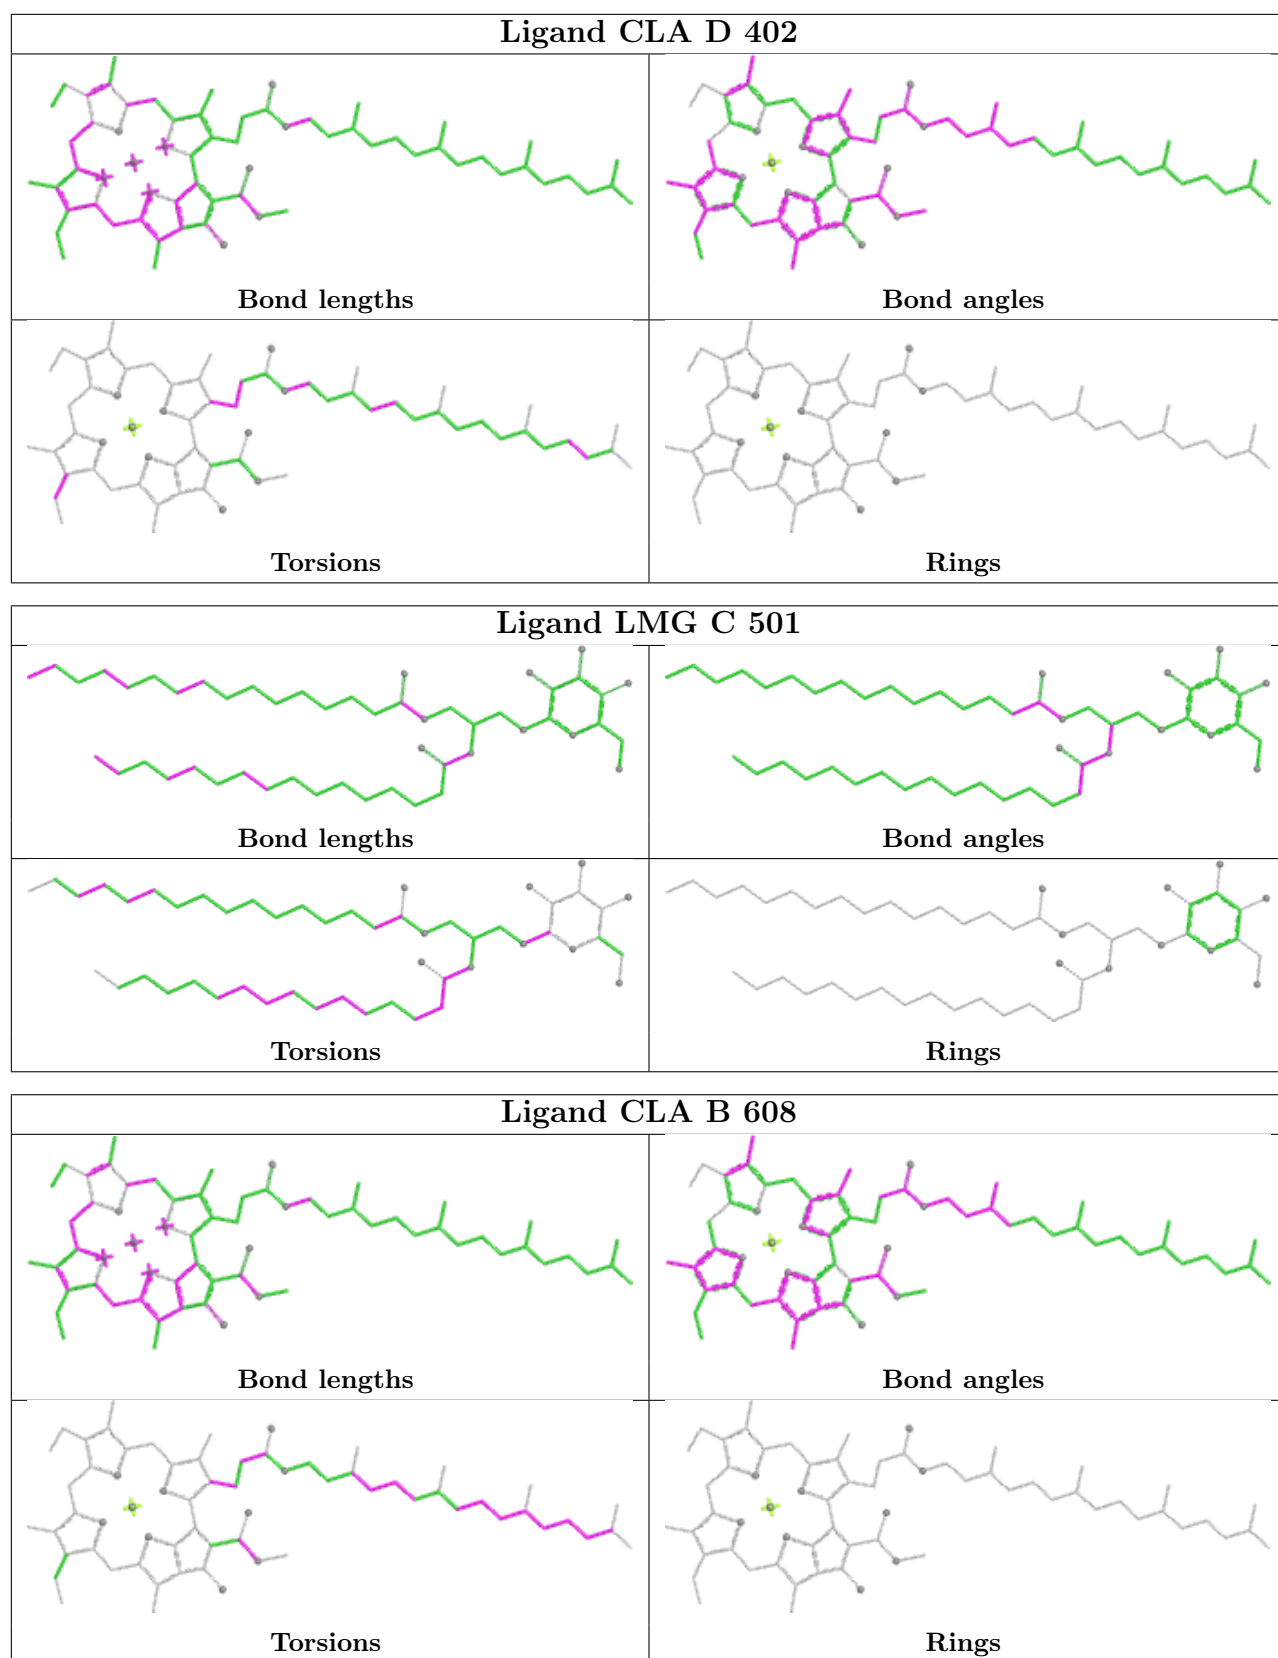 Ligand CLA D 402
Bond lengths
Bond angles
Torsions
Rings
Ligand LMG C 501
Bond lengths
Bond angles
Torsions
Rings
Ligand CLA B 608
Bond lengths
Bond angles
Torsions
Rings